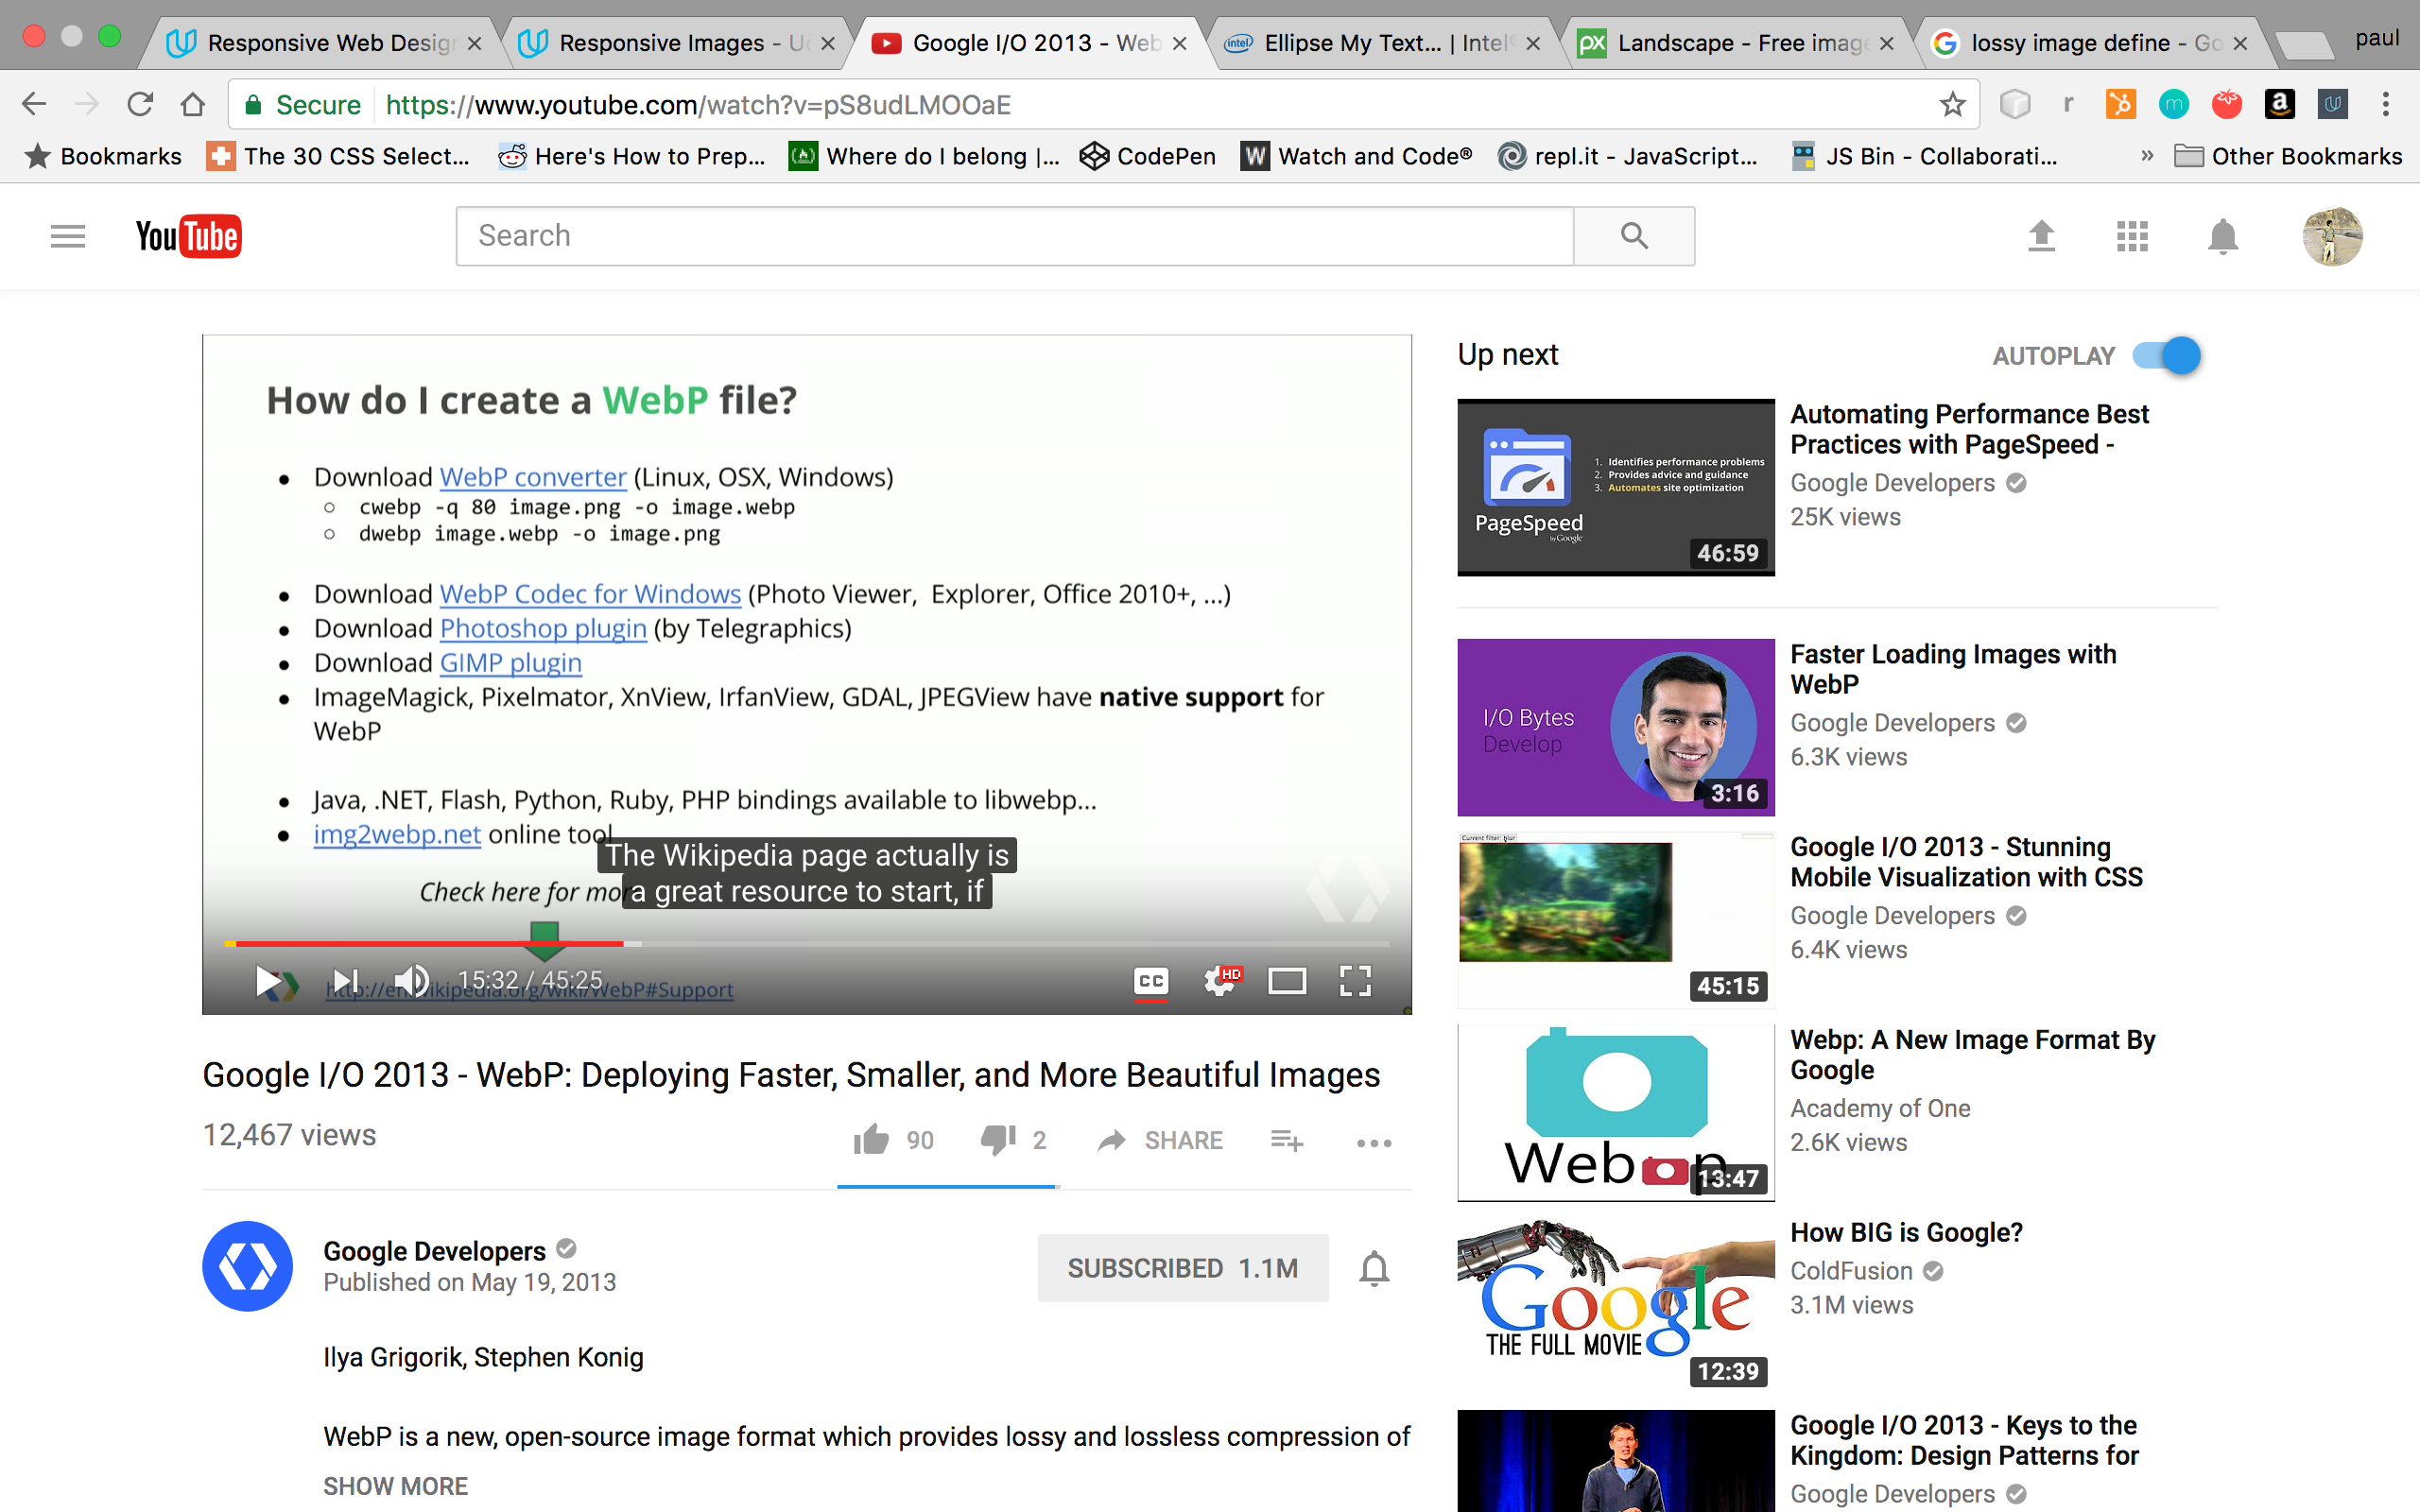 Responsive Web Design
Responsive Images - Ud
Google I/O 2013 - Web
Ellipse My Text... | Intel®
Landscape - Free image
lossy image define - Go
paul
Secure
https://www.youtube.com/watch?v=pS8udLMOOaE
Bookmarks
The 30 CSS Select...
Here's How to Prep...
Where do I belong |...
CodePen
Watch and Code®
repl.it - JavaScript...
JS Bin - Collaborati...
»
Other Bookmarks
YouTube
Search
How do I create a WebP file?
Download WebP converter (Linux, OSX, Windows)
cwebp -q 80 image.png -o image.webp
dwebp image.webp -o image.png
Download WebP Codec for Windows (Photo Viewer, Explorer, Office 2010+, ...)
Download Photoshop plugin (by Telegraphics)
Download GIMP plugin
ImageMagick, Pixelmator, XnView, IrfanView, GDAL, JPEGView have native support for
WebP
Java, .NET, Flash, Python, Ruby, PHP bindings available to libwebp...
img2webp.net online tool
The Wikipedia page actually is
a great resource to start, if
Check here for more
15:32 / 45:25
http://en.wikipedia.org/wiki/WebP#Support
CC
HD
Google I/O 2013 - WebP: Deploying Faster, Smaller, and More Beautiful Images
12,467 views
90
2
SHARE
Google Developers
Published on May 19, 2013
SUBSCRIBED 1.1M
Ilya Grigorik, Stephen Konig
WebP is a new, open-source image format which provides lossy and lossless compression of
SHOW MORE
Up next
AUTOPLAY
1. Identifies performance problems
2. Provides advice and guidance
3. Automates site optimization
PageSpeed
by Google
46:59
Automating Performance Best
Practices with PageSpeed -
Google Developers
25K views
I/O Bytes
Develop
3:16
Faster Loading Images with
WebP
Google Developers
6.3K views
Current filter: blur
45:15
Google I/O 2013 - Stunning
Mobile Visualization with CSS
Google Developers
6.4K views
Webp
13:47
Webp: A New Image Format By
Google
Academy of One
2.6K views
Google
THE FULL MOVIE
12:39
How BIG is Google?
ColdFusion
3.1M views
Google I/O 2013 - Keys to the
Kingdom: Design Patterns for
Google Developers